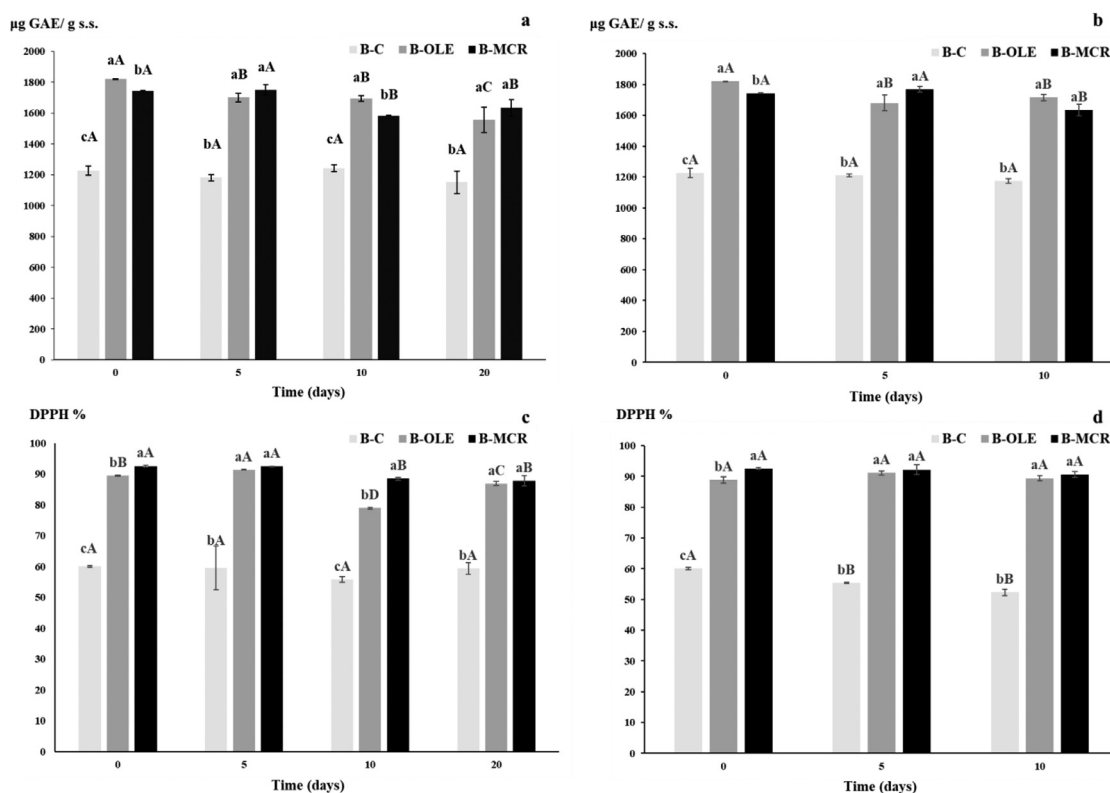 µg GAE/ g s.s.
a
B-C B-OLE B-MCR
2000
1800
1600
1400
1200
1000
800
600
400
200
0
cA aA bA
bA aB aA
cA aB bB
bA aC aB
0 5 10 20
Time (days)
µg GAE/ g s.s.
b
B-C B-OLE B-MCR
2000
1800
1600
1400
1200
1000
800
600
400
200
0
cA aA bA
bA aB aA
bA aB aB
0 5 10
Time (days)
DPPH %
c
B-C B-OLE B-MCR
100
90
80
70
60
50
40
30
20
10
0
cA bB aA
bA aA aA
cA bD aB
bA aC aB
0 5 10 20
Time (days)
DPPH %
d
B-C B-OLE B-MCR
100
90
80
70
60
50
40
30
20
10
0
cA bA aA
bB aA aA
bB aA aA
0 5 10
Time (days)